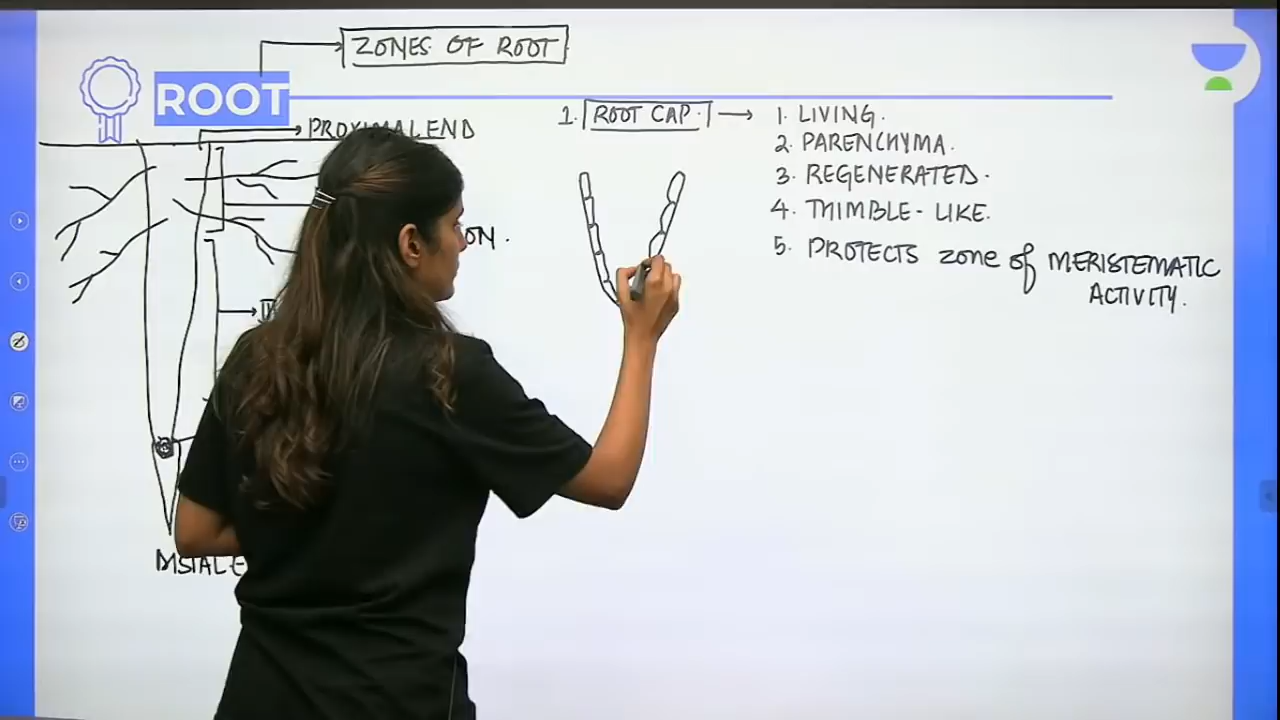 ZONES OF ROOT
ROOT
PROXIMAL END
1. ROOT CAP. → 1. LIVING.
2. PARENCHYMA.
3. REGENERATED.
4. THIMBLE-LIKE.
5. PROTECTS ZONE OF MERISTEMATIC
ACTIVITY.